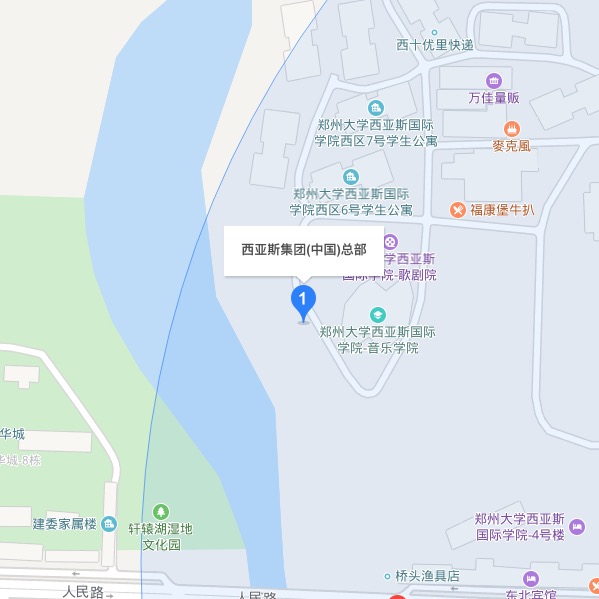 西十优里快递
万佳量贩
郑州大学西亚斯国际
学院西区7号学生公寓
麥克風
郑州大学西亚斯国际
学院西区6号学生公寓
福康堡牛扒
西亚斯集团(中国)总部
学西亚斯
国际学院-歌剧院
1
郑州大学西亚斯国际
学院-音乐学院
华城
华城-8栋
建委家属楼
轩辕湖湿地
文化园
郑州大学西亚斯
国际学院-4号楼
桥头渔具店
东北宾馆
人民路
人民路